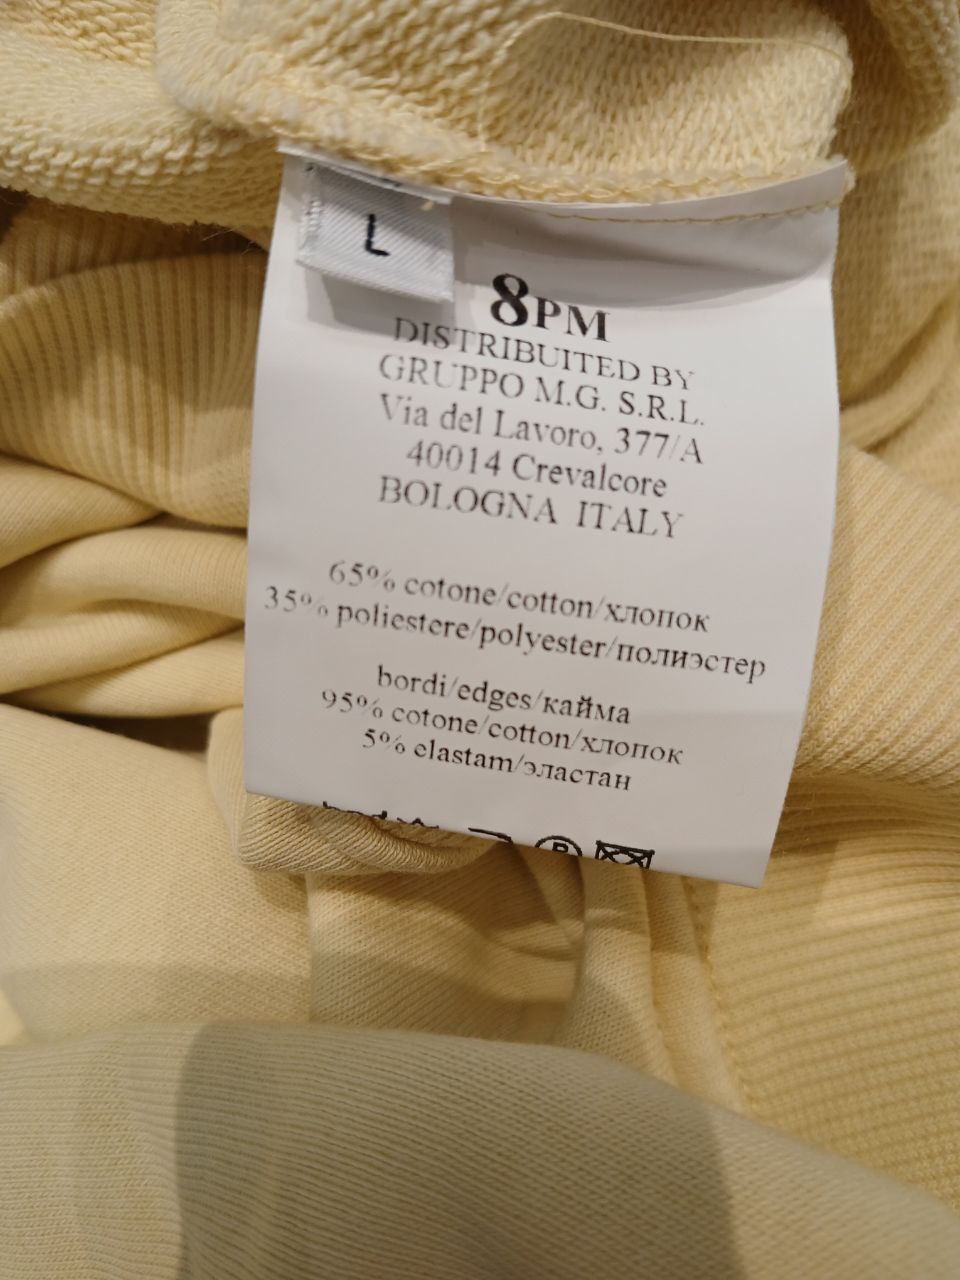 L
8PM
DISTRIBUITED BY
GRUPPO M.G. S.R.L.
Via del Lavoro, 377/A
40014 Crevalcore
BOLOGNA ITALY
65% cotone/cotton/хлопок
35% poliestere/polyester/полиэстер
bordi/edges/кайма
95% cotone/cotton/хлопок
5% elastam/эластан
P